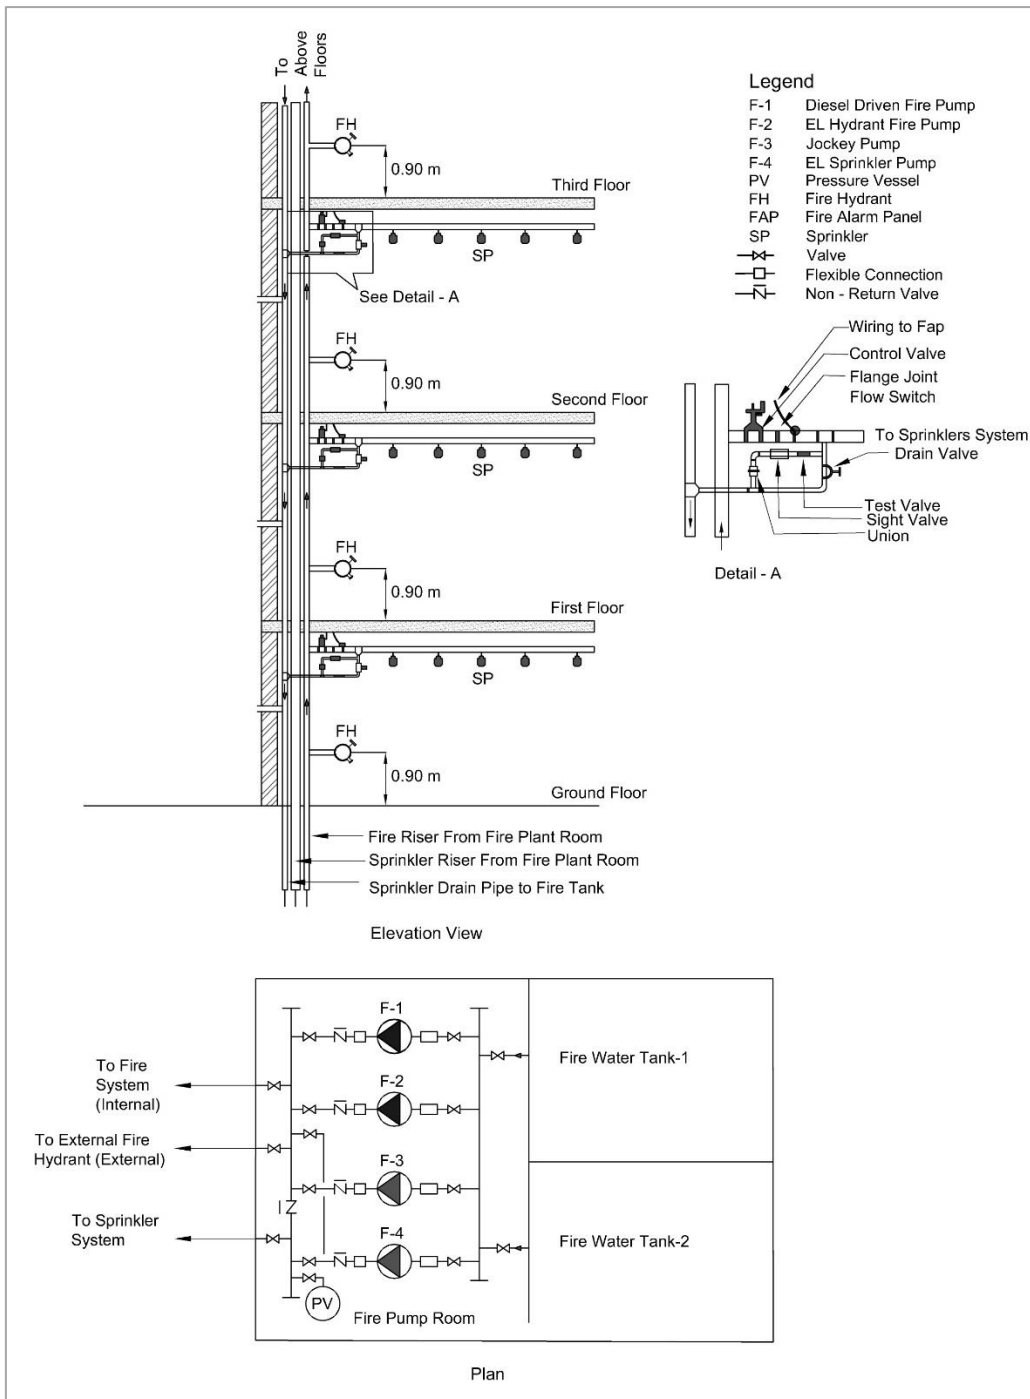 To
Above
Floors
FH
0.90 m
Third Floor
SP
See Detail - A
FH
0.90 m
Second Floor
SP
FH
0.90 m
First Floor
SP
FH
0.90 m
Ground Floor
Fire Riser From Fire Plant Room
Sprinkler Riser From Fire Plant Room
Sprinkler Drain Pipe to Fire Tank
Elevation View
Legend
F-1 Diesel Driven Fire Pump
F-2 EL Hydrant Fire Pump
F-3 Jockey Pump
F-4 EL Sprinkler Pump
PV Pressure Vessel
FH Fire Hydrant
FAP Fire Alarm Panel
SP Sprinkler
Valve
Flexible Connection
Non - Return Valve
Wiring to Fap
Control Valve
Flange Joint
Flow Switch
To Sprinklers System
Drain Valve
Test Valve
Sight Valve
Union
Detail - A
F-1
F-2
F-3
F-4
To Fire
System
(Internal)
To External Fire
Hydrant (External)
To Sprinkler
System
PV
Fire Pump Room
Fire Water Tank-1
Fire Water Tank-2
Plan